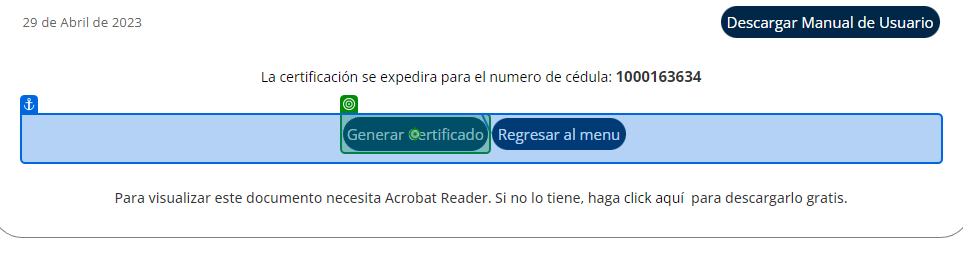 29 de Abril de 2023
Descargar Manual de Usuario
La certificación se expedira para el numero de cédula: 1000163634
Generar Certificado
Regresar al menu
Para visualizar este documento necesita Acrobat Reader. Si no lo tiene, haga click aquí para descargarlo gratis.